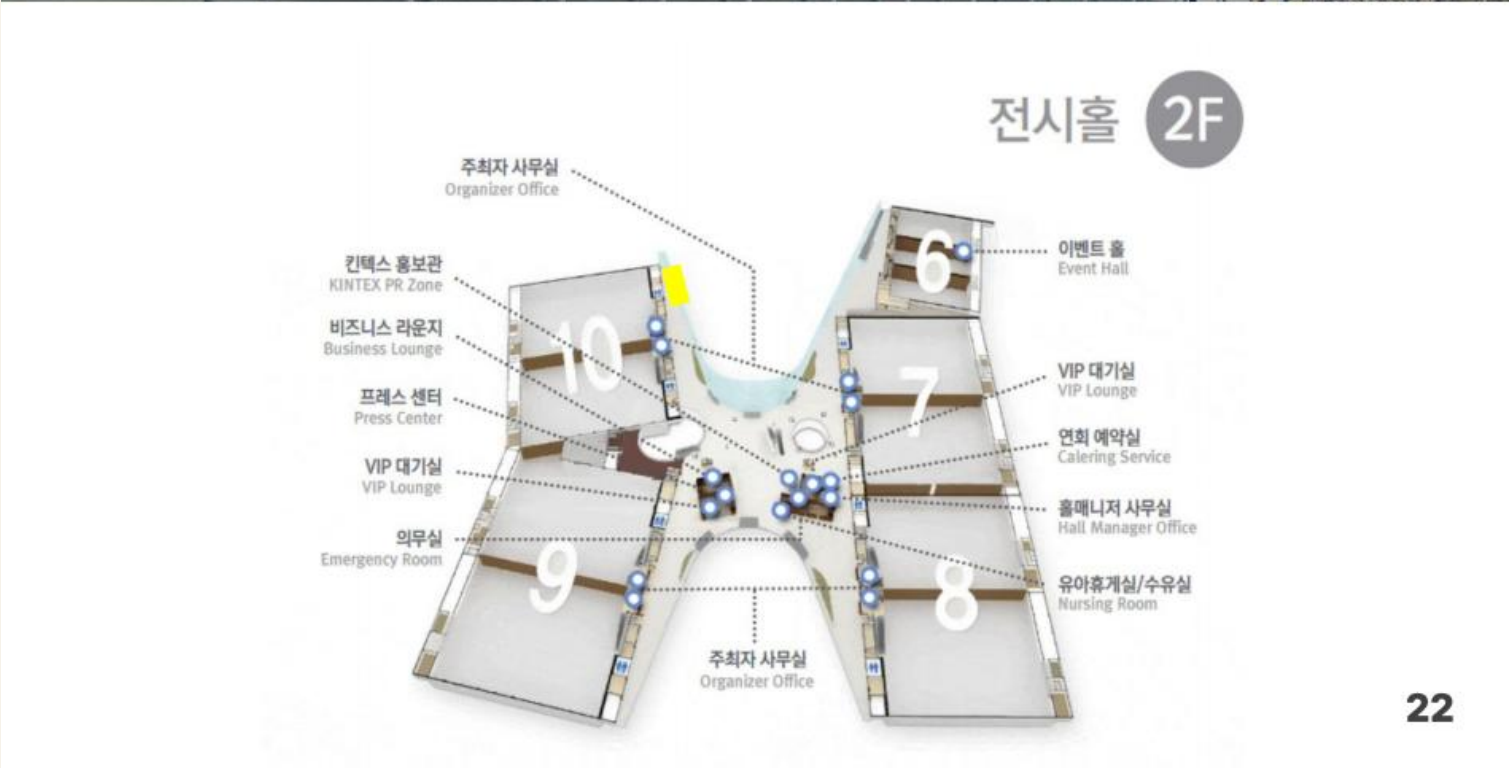 전시홀 2F
주최자 사무실
Organizer Office
킨텍스 홍보관
KINTEX PR Zone
비즈니스 라운지
Business Lounge
프레스 센터
Press Center
VIP 대기실
VIP Lounge
의무실
Emergency Room
10
9
6
7
8
이벤트 홀
Event Hall
VIP 대기실
VIP Lounge
연회 예약실
Calering Service
홀매니저 사무실
Hall Manager Office
유아휴게실/수유실
Nursing Room
주최자 사무실
Organizer Office
22